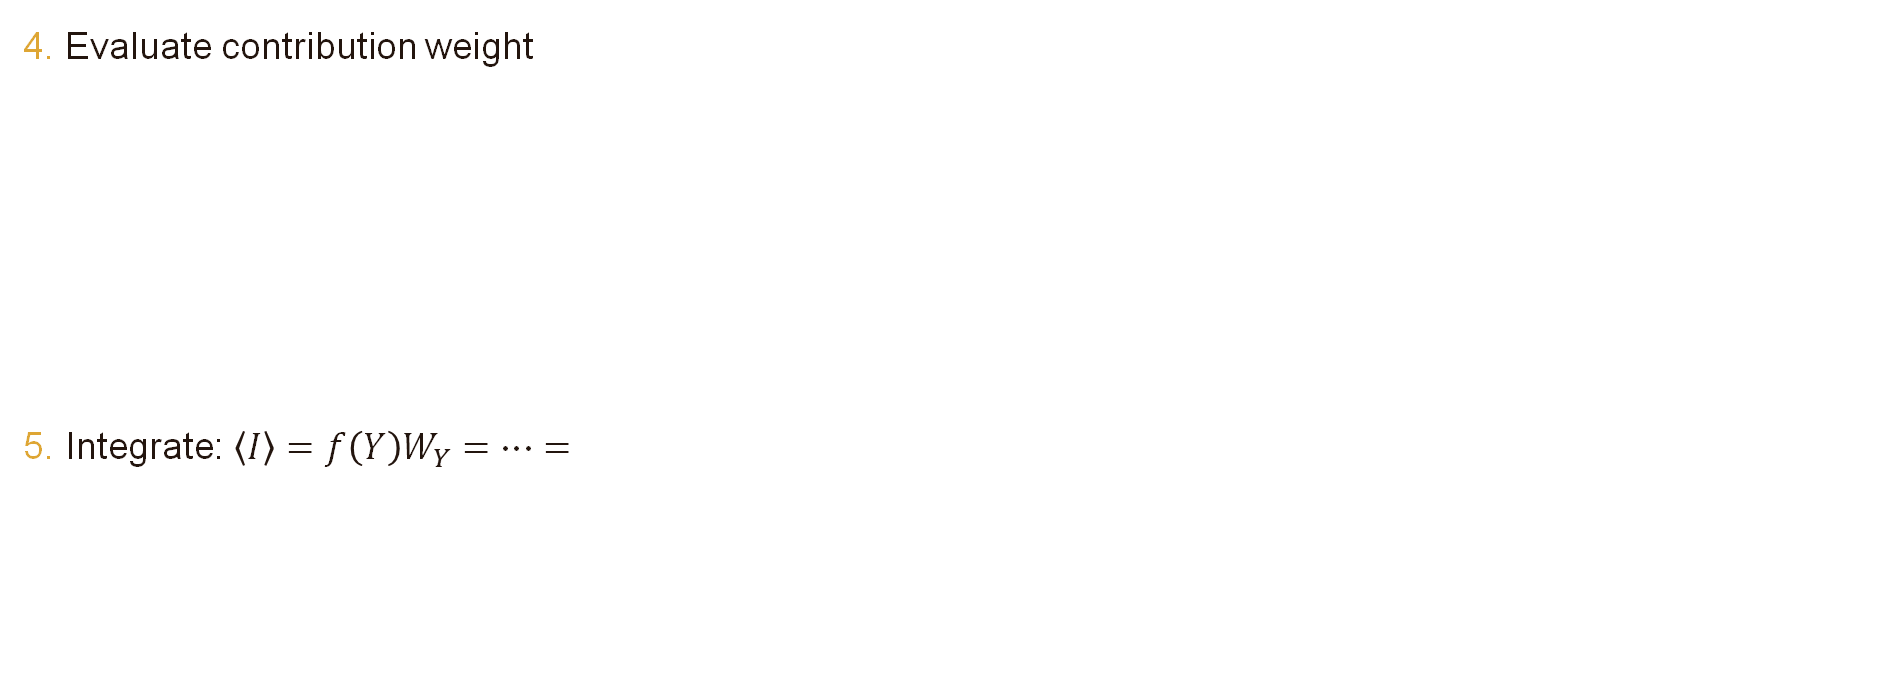 4. Evaluate contribution weight
5. Integrate: ⟨I⟩ = f(Y)W_Y = ⋯ =